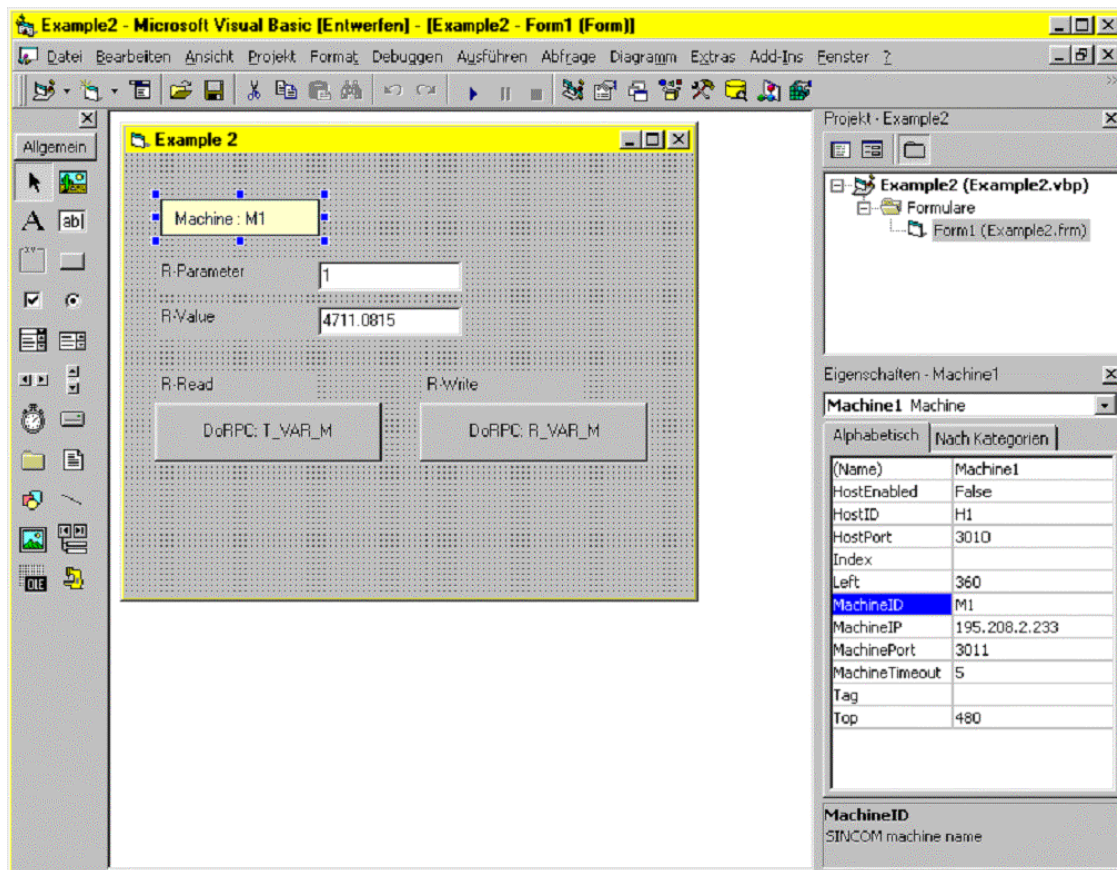 Example2 - Microsoft Visual Basic [Entwerfen] - [Example2 - Form1 (Form)]
Datei Bearbeiten Ansicht Projekt Format Debuggen Ausführen Abfrage Diagramm Extras Add-Ins Fenster ?
Allgemein
A
ab|
xy
OLE
Example 2
Machine : M1
R-Parameter 1
R-Value 4711.0815
R-Read R-Write
DoRPC: T_VAR_M DoRPC: R_VAR_M
Projekt - Example2
Example2 (Example2.vbp)
Formulare
Form1 (Example2.frm)
Eigenschaften - Machine1
Machine1 Machine
Alphabetisch Nach Kategorien
(Name) Machine1
HostEnabled False
HostID H1
HostPort 3010
Index
Left 360
MachineID M1
MachineIP 195.208.2.233
MachinePort 3011
MachineTimeout 5
Tag
Top 480
MachineID
SINCOM machine name